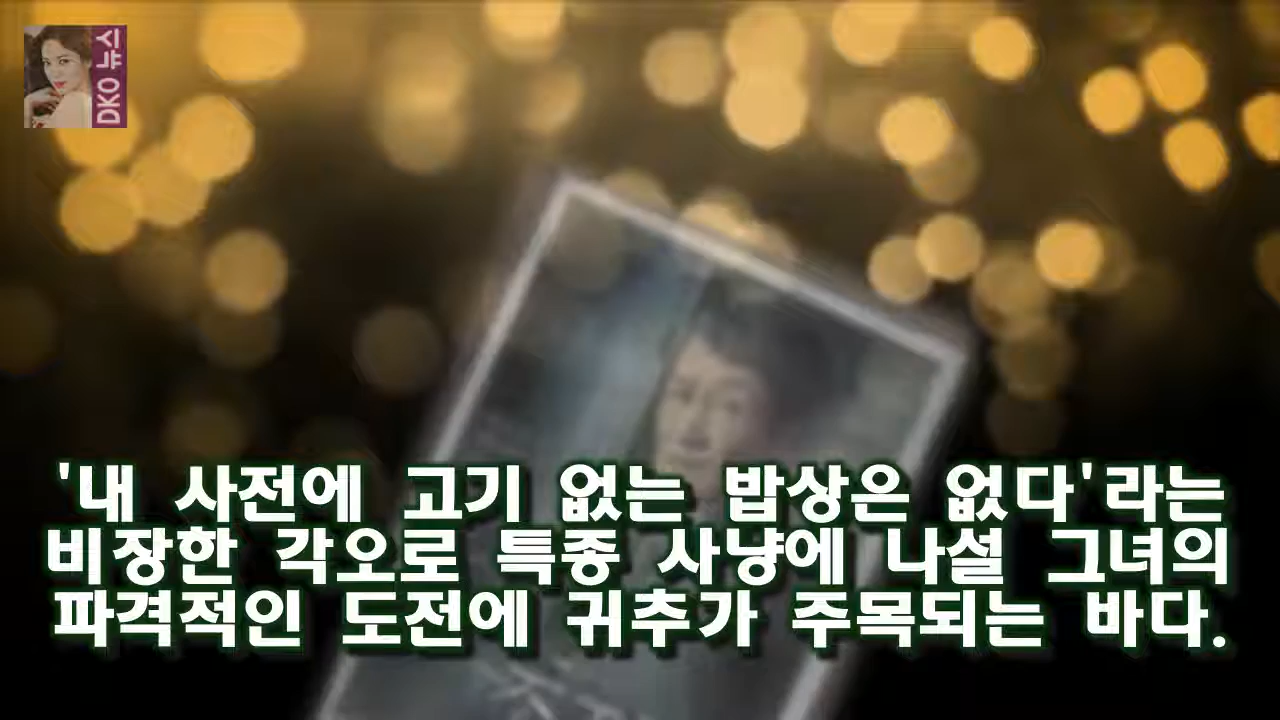 DKO 뉴스
'내 사전에 고기 없는 밥상은 없다'라는
비장한 각오로 특종 사냥에 나설 그녀의
파격적인 도전에 귀추가 주목되는 바다.